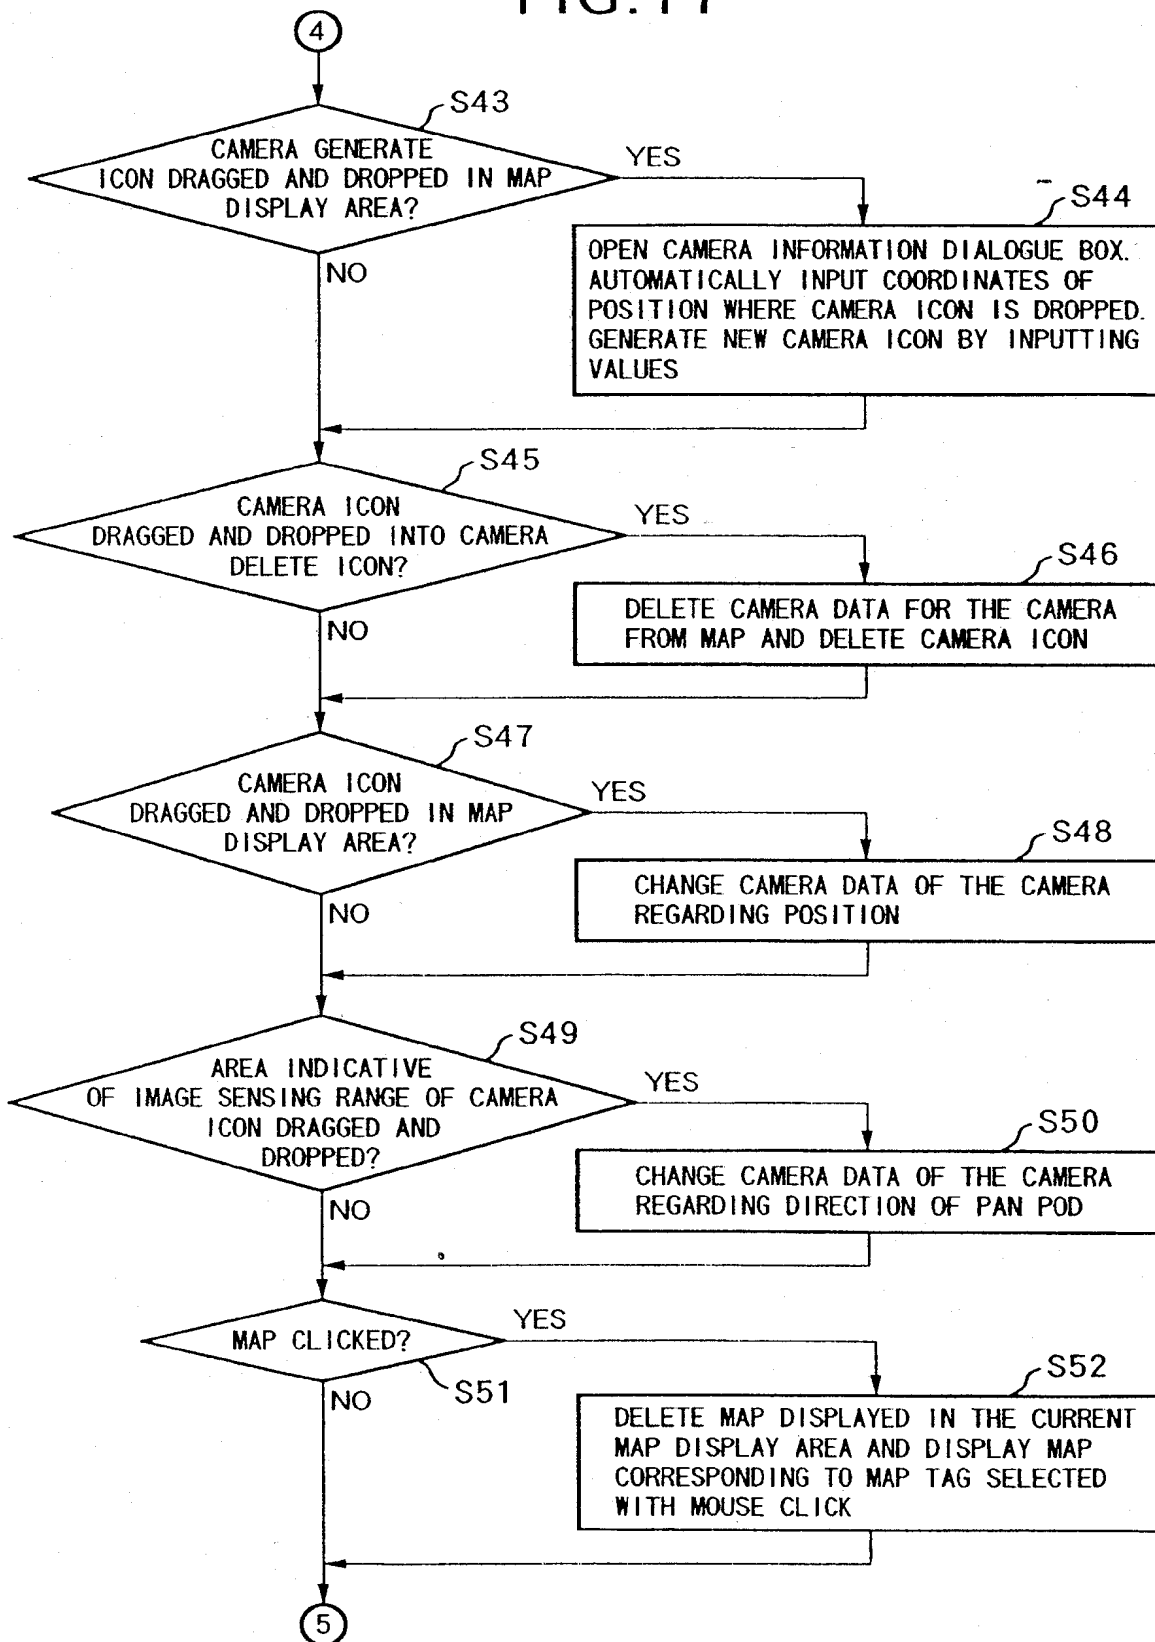 FIG. 17
4
S43
CAMERA GENERATE
ICON DRAGGED AND DROPPED IN MAP
DISPLAY AREA?
YES
NO
S44
OPEN CAMERA INFORMATION DIALOGUE BOX.
AUTOMATICALLY INPUT COORDINATES OF
POSITION WHERE CAMERA ICON IS DROPPED.
GENERATE NEW CAMERA ICON BY INPUTTING
VALUES
S45
CAMERA ICON
DRAGGED AND DROPPED INTO CAMERA
DELETE ICON?
YES
NO
S46
DELETE CAMERA DATA FOR THE CAMERA
FROM MAP AND DELETE CAMERA ICON
S47
CAMERA ICON
DRAGGED AND DROPPED IN MAP
DISPLAY AREA?
YES
NO
S48
CHANGE CAMERA DATA OF THE CAMERA
REGARDING POSITION
S49
AREA INDICATIVE
OF IMAGE SENSING RANGE OF CAMERA
ICON DRAGGED AND
DROPPED?
YES
NO
S50
CHANGE CAMERA DATA OF THE CAMERA
REGARDING DIRECTION OF PAN POD
MAP CLICKED?
YES
S51
NO
S52
DELETE MAP DISPLAYED IN THE CURRENT
MAP DISPLAY AREA AND DISPLAY MAP
CORRESPONDING TO MAP TAG SELECTED
WITH MOUSE CLICK
5